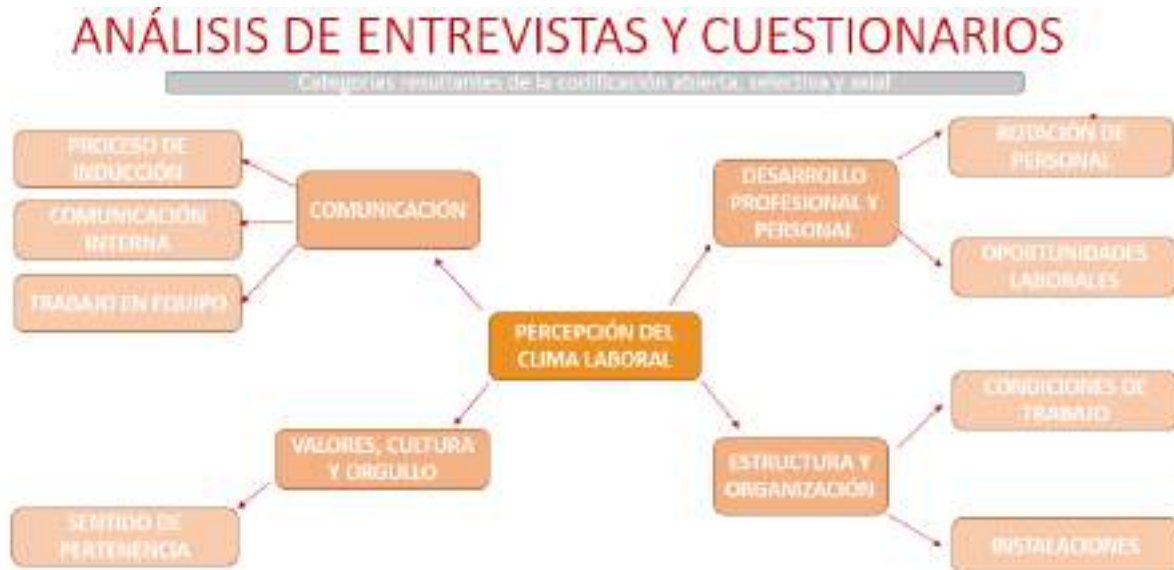 ANÁLISIS DE ENTREVISTAS Y CUESTIONARIOS
Categorías resultantes de la codificación abierta, selectiva y axial.
PROCESO DE
INDUCCIÓN
COMUNICACIÓN
INTERNA
TRABAJO EN EQUIPO
COMUNICACIÓN
DESARROLLO
PROFESIONAL Y
PERSONAL
ROTACIÓN DE
PERSONAL
OPORTUNIDADES
LABORALES
PERCEPCIÓN DEL
CLIMA LABORAL
VALORES, CULTURA
Y ORGULLO
SENTIDO DE
PERTENENCIA
ESTRUCTURA Y
ORGANIZACIÓN
CONDICIONES DE
TRABAJO
INSTALACIONES